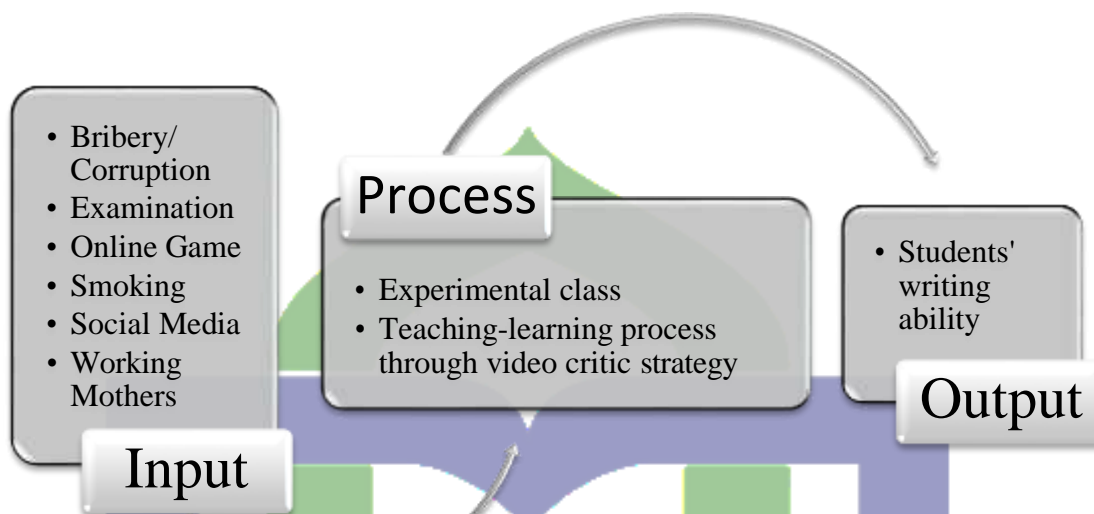 • Bribery/
Corruption
• Examination
• Online Game
• Smoking
• Social Media
• Working
Mothers
Input
Process
• Experimental class
• Teaching-learning process
through video critic strategy
• Students'
writing
ability
Output